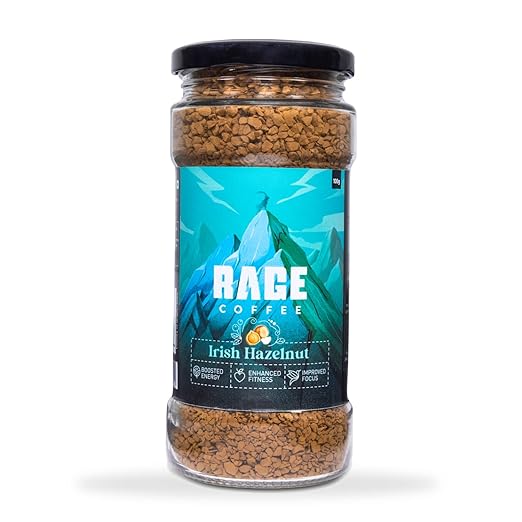 100g
RAGE
COFFEE
Irish Hazelnut
BOOSTED
ENERGY
ENHANCED
FITNESS
IMPROVED
FOCUS